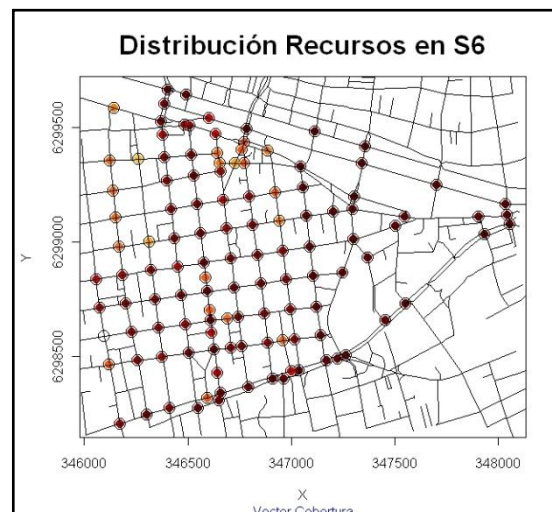 Distribución Recursos en S6
6299500
6299000
6298500
Y
346000 346500 347000 347500 348000
X
Vector Cobertura